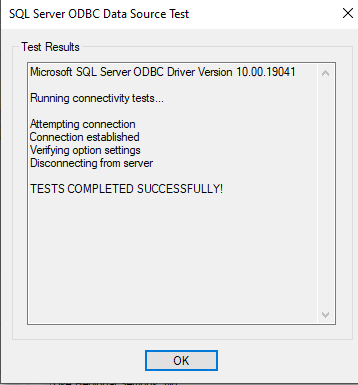 SQL Server ODBC Data Source Test
Test Results
Microsoft SQL Server ODBC Driver Version 10.00.19041
Running connectivity tests...
Attempting connection
Connection established
Verifying option settings
Disconnecting from server
TESTS COMPLETED SUCCESSFULLY!
OK